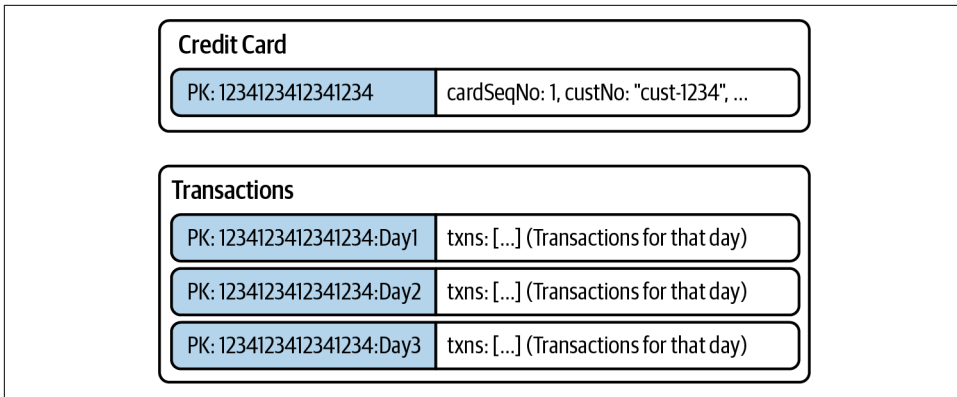 Credit Card
PK: 1234123412341234 cardSeqNo: 1, custNo: "cust-1234", ...
Transactions
PK: 1234123412341234:Day1 txns: [...] (Transactions for that day)
PK: 1234123412341234:Day2 txns: [...] (Transactions for that day)
PK: 1234123412341234:Day3 txns: [...] (Transactions for that day)